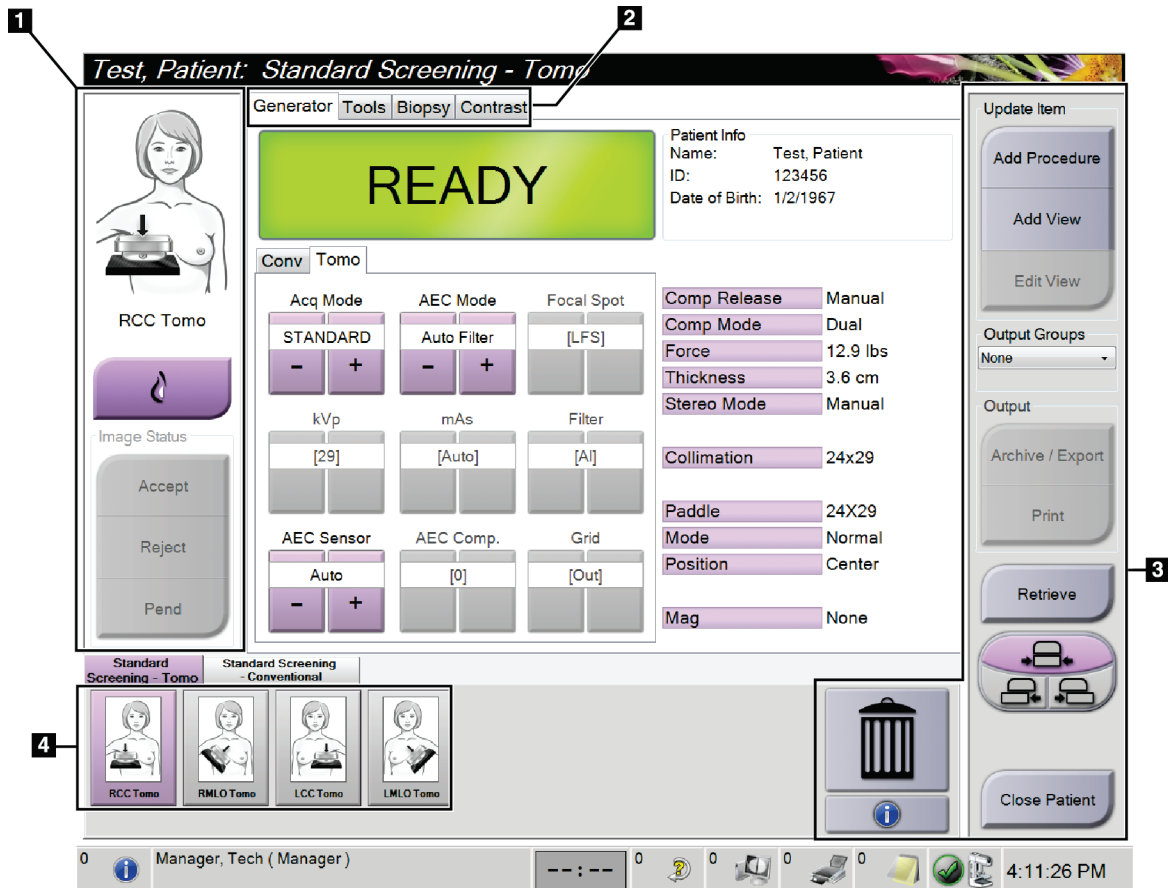 1
2
Test, Patient: Standard Screening - Tomo
Generator Tools Biopsy Contrast
READY
Patient Info
Name: Test, Patient
ID: 123456
Date of Birth: 1/2/1967
RCC Tomo
Image Status
Accept
Reject
Pend
Conv Tomo
Acq Mode AEC Mode Focal Spot
STANDARD Auto Filter [LFS]
- + - +
kVp mAs Filter
[29] [Auto] [Al]
AEC Sensor AEC Comp. Grid
Auto [0] [Out]
- +
Comp Release Manual
Comp Mode Dual
Force 12.9 lbs
Thickness 3.6 cm
Stereo Mode Manual
Collimation 24x29
Paddle 24X29
Mode Normal
Position Center
Mag None
Update Item
Add Procedure
Add View
Edit View
Output Groups
None
Output
Archive / Export
Print
3
Retrieve
Close Patient
Standard
Screening - Tomo
Standard Screening
- Conventional
4
RCC Tomo RMLO Tomo LCC Tomo LMLO Tomo
i
0 i Manager, Tech ( Manager ) --:-- 0 ? 0 0 0 4:11:26 PM